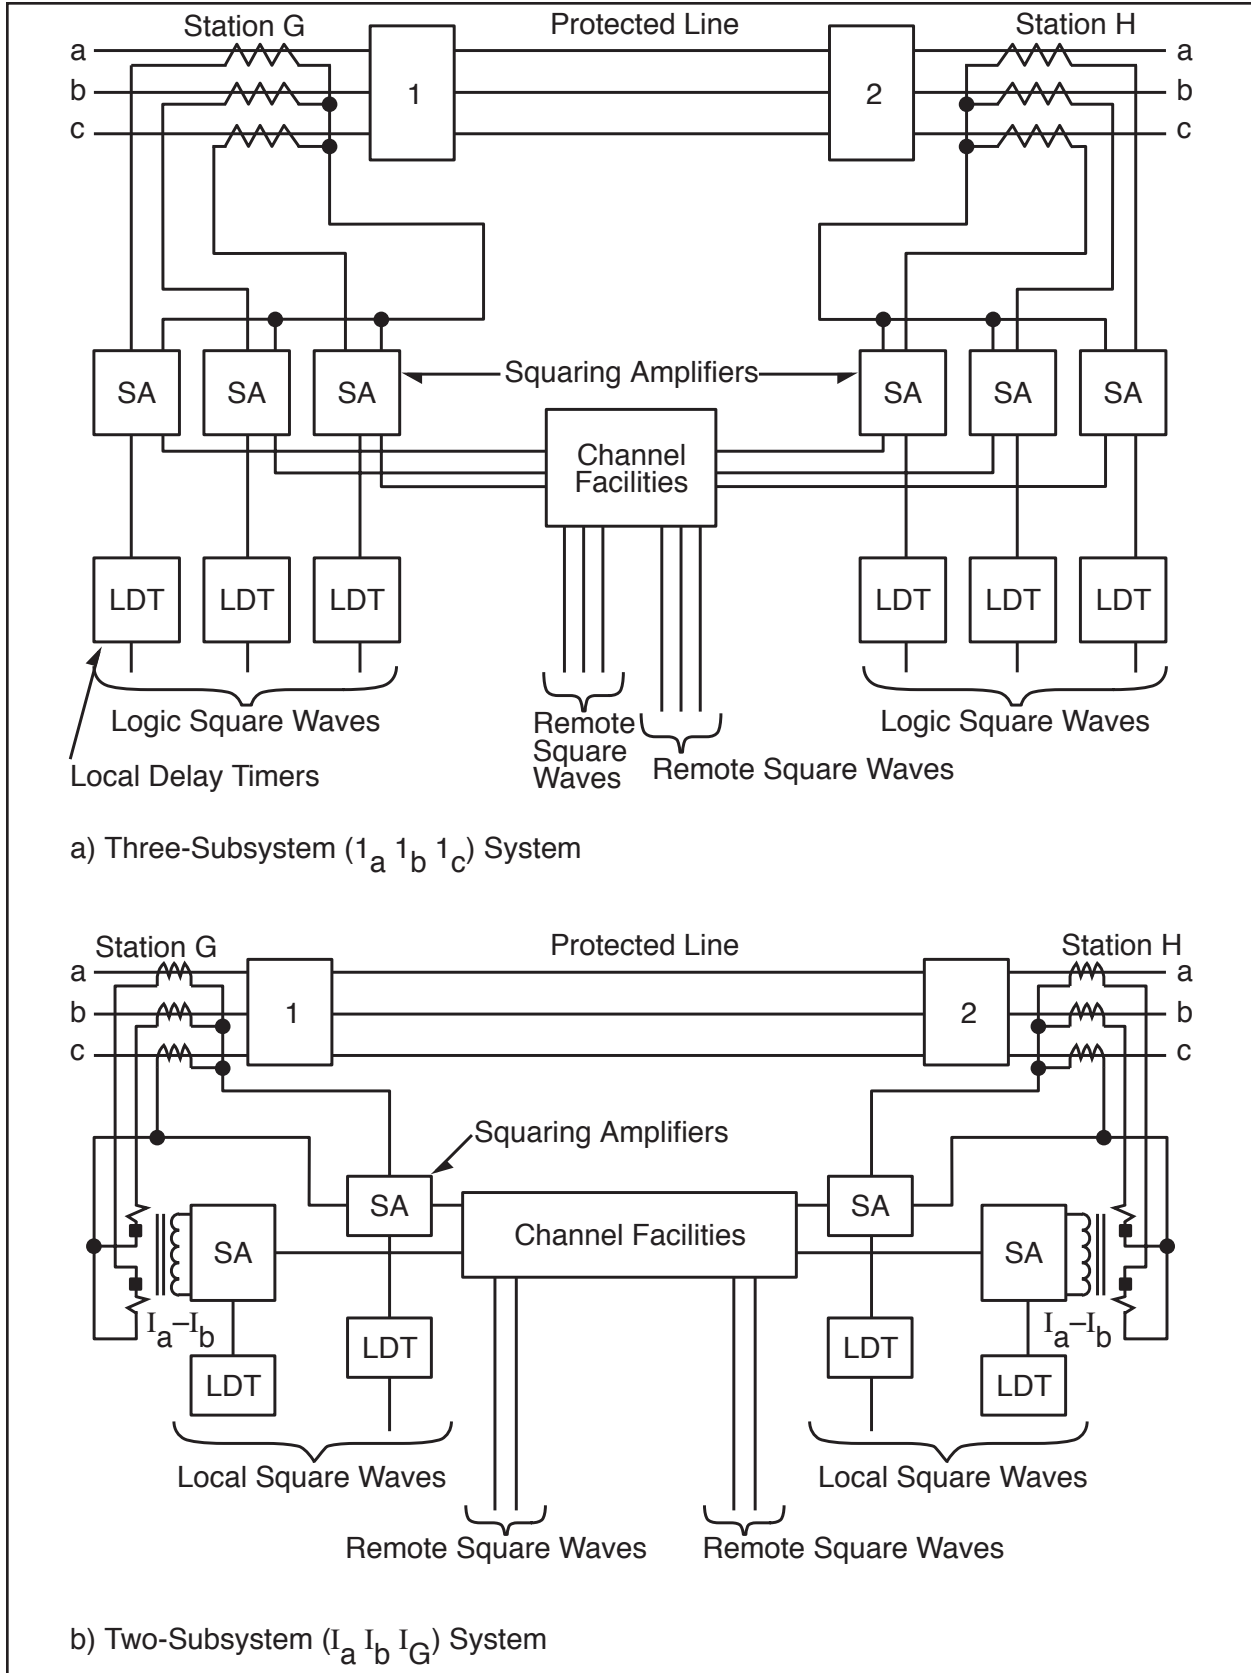 Station G
Protected Line
Station H
a
a
b
b
c
c
1
2
SA
SA
SA
Squaring Amplifiers
SA
SA
SA
Channel
Facilities
LDT
LDT
LDT
LDT
LDT
LDT
Logic Square Waves
Remote
Square
Waves
Remote Square Waves
Logic Square Waves
Local Delay Timers
a) Three-Subsystem (1a 1b 1c) System
Station G
Protected Line
Station H
a
a
b
b
c
c
1
2
Squaring Amplifiers
SA
SA
SA
Channel Facilities
SA
Ia–Ib
Ia–Ib
LDT
LDT
LDT
LDT
Local Square Waves
Local Square Waves
Remote Square Waves
Remote Square Waves
b) Two-Subsystem (Ia Ib IG) System